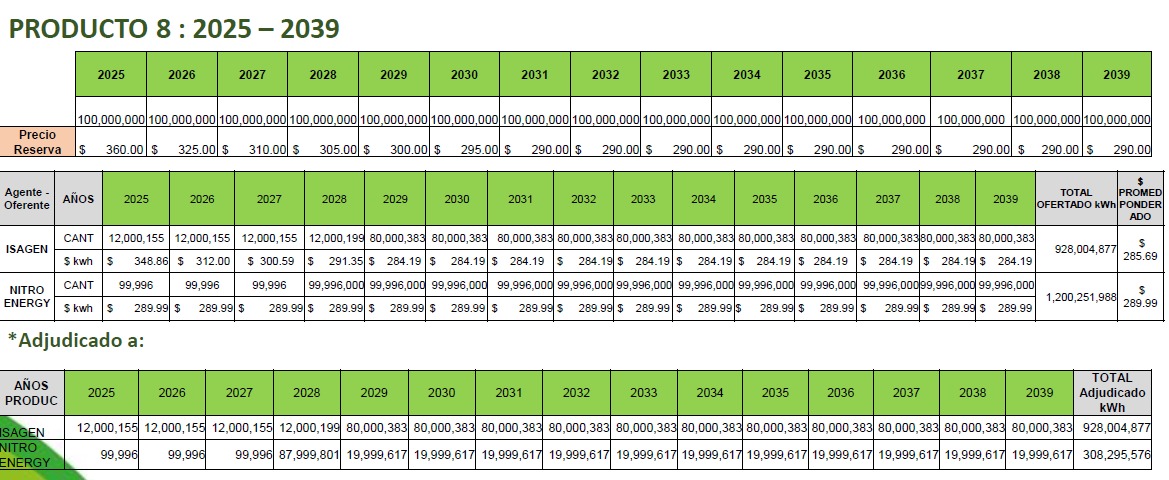 PRODUCTO 8 : 2025 – 2039
2025 2026 2027 2028 2029 2030 2031 2032 2033 2034 2035 2036 2037 2038 2039
100,000,000 100,000,000 100,000,000 100,000,000 100,000,000 100,000,000 100,000,000 100,000,000 100,000,000 100,000,000 100,000,000 100,000,000 100,000,000 100,000,000 100,000,000
Precio
Reserva $ 360.00 $ 325.00 $ 310.00 $ 305.00 $ 300.00 $ 295.00 $ 290.00 $ 290.00 $ 290.00 $ 290.00 $ 290.00 $ 290.00 $ 290.00 $ 290.00 $ 290.00
Agente -
Oferente AÑOS 2025 2026 2027 2028 2029 2030 2031 2032 2033 2034 2035 2036 2037 2038 2039 TOTAL
OFERTADO kWh $
PROMED
PONDER
ADO
ISAGEN CANT 12,000,155 12,000,155 12,000,155 12,000,199 80,000,383 80,000,383 80,000,383 80,000,383 80,000,383 80,000,383 80,000,383 80,000,383 80,000,383 80,000,383 80,000,383 928,004,877 $
285.69
$ kwh $ 348.86 $ 312.00 $ 300.59 $ 291.35 $ 284.19 $ 284.19 $ 284.19 $ 284.19 $ 284.19 $ 284.19 $ 284.19 $ 284.19 $ 284.19 $ 284.19 $ 284.19
NITRO
ENERGY CANT 99,996 99,996 99,996 99,996,000 99,996,000 99,996,000 99,996,000 99,996,000 99,996,000 99,996,000 99,996,000 99,996,000 99,996,000 99,996,000 99,996,000 1,200,251,988 $
289.99
$ kwh $ 289.99 $ 289.99 $ 289.99 $ 289.99 $ 289.99 $ 289.99 $ 289.99 $ 289.99 $ 289.99 $ 289.99 $ 289.99 $ 289.99 $ 289.99 $ 289.99 $ 289.99
*Adjudicado a:
AÑOS
PRODUC 2025 2026 2027 2028 2029 2030 2031 2032 2033 2034 2035 2036 2037 2038 2039 TOTAL
Adjudicado
kWh
ISAGEN 12,000,155 12,000,155 12,000,155 12,000,199 80,000,383 80,000,383 80,000,383 80,000,383 80,000,383 80,000,383 80,000,383 80,000,383 80,000,383 80,000,383 80,000,383 928,004,877
NITRO
ENERGY 99,996 99,996 99,996 87,999,801 19,999,617 19,999,617 19,999,617 19,999,617 19,999,617 19,999,617 19,999,617 19,999,617 19,999,617 19,999,617 19,999,617 308,295,576